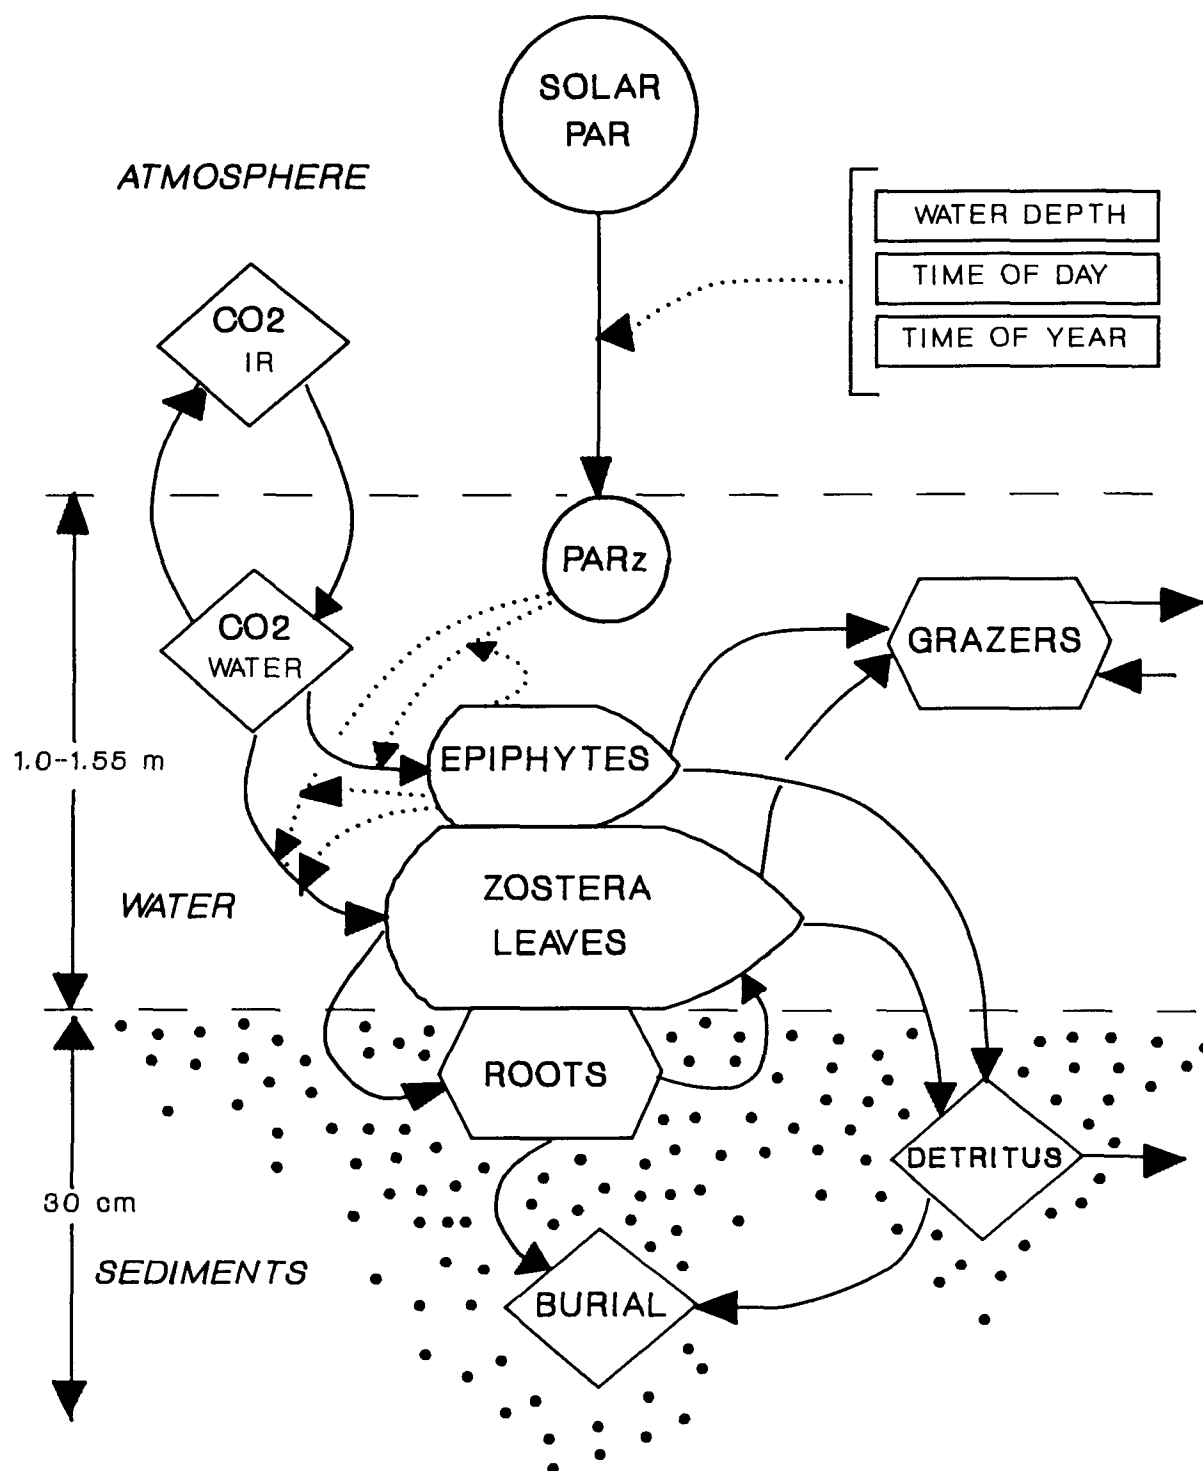 SOLAR
PAR
ATMOSPHERE
WATER DEPTH
TIME OF DAY
TIME OF YEAR
CO2
IR
PARz
CO2
WATER
GRAZERS
1.0-1.55 m
EPIPHYTES
ZOSTERA
LEAVES
WATER
ROOTS
DETRITUS
30 cm
SEDIMENTS
BURIAL